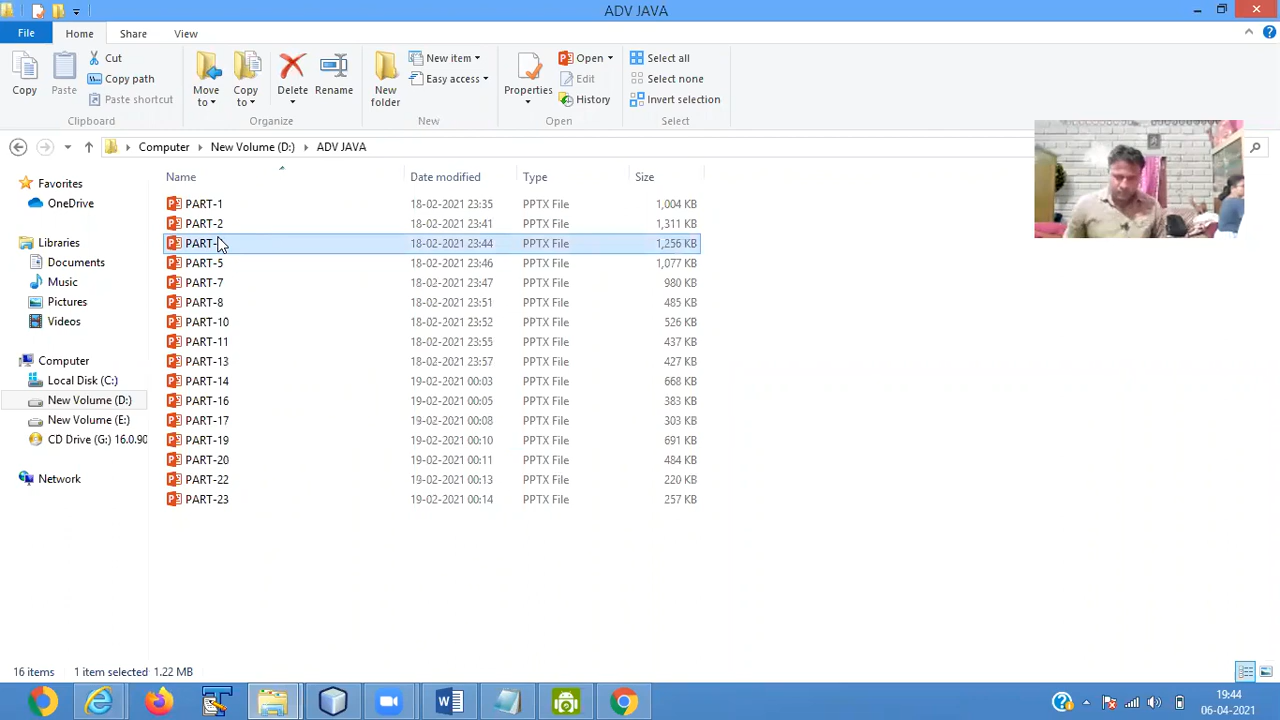 ADV JAVA
File Home Share View
Copy
Paste
Cut
Copy path
Paste shortcut
Move to
Copy to
Delete
Rename
New folder
New item
Easy access
Properties
Open
Edit
History
Select all
Select none
Invert selection
Clipboard Organize New Open Select
Computer New Volume (D:) ADV JAVA
Name Date modified Type Size
Favorites
OneDrive
Libraries
Documents
Music
Pictures
Videos
Computer
Local Disk (C:)
New Volume (D:)
New Volume (E:)
CD Drive (G:) 16.0.90
Network
PART-1 18-02-2021 23:35 PPTX File 1,004 KB
PART-2 18-02-2021 23:41 PPTX File 1,311 KB
PART- 18-02-2021 23:44 PPTX File 1,256 KB
PART-5 18-02-2021 23:46 PPTX File 1,077 KB
PART-7 18-02-2021 23:47 PPTX File 980 KB
PART-8 18-02-2021 23:51 PPTX File 485 KB
PART-10 18-02-2021 23:52 PPTX File 526 KB
PART-11 18-02-2021 23:55 PPTX File 437 KB
PART-13 18-02-2021 23:57 PPTX File 427 KB
PART-14 19-02-2021 00:03 PPTX File 668 KB
PART-16 19-02-2021 00:05 PPTX File 383 KB
PART-17 19-02-2021 00:08 PPTX File 303 KB
PART-19 19-02-2021 00:10 PPTX File 691 KB
PART-20 19-02-2021 00:11 PPTX File 484 KB
PART-22 19-02-2021 00:13 PPTX File 220 KB
PART-23 19-02-2021 00:14 PPTX File 257 KB
16 items 1 item selected 1.22 MB
19:44
06-04-2021